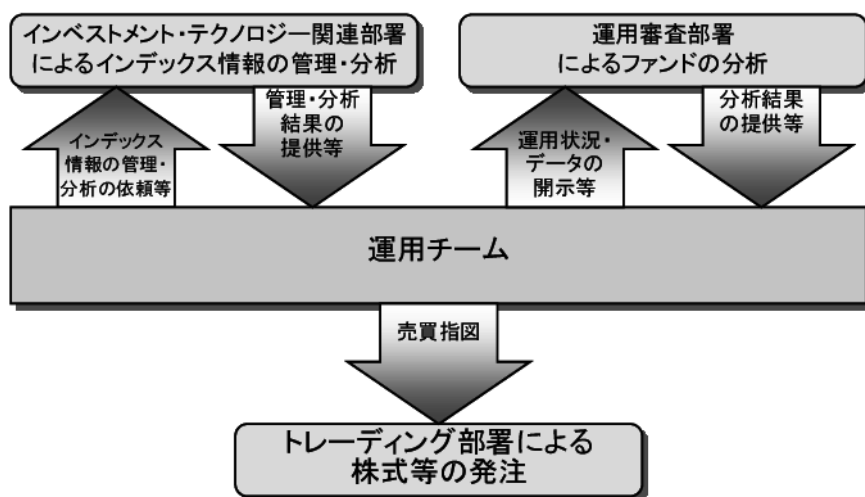 インベストメント・テクノロジー関連部署
によるインデックス情報の管理・分析
運用審査部署
によるファンドの分析
インデックス
情報の管理・
分析の依頼等
管理・分析
結果の
提供等
運用状況・
データの
開示等
分析結果
の提供等
運用チーム
売買指図
トレーディング部署による
株式等の発注